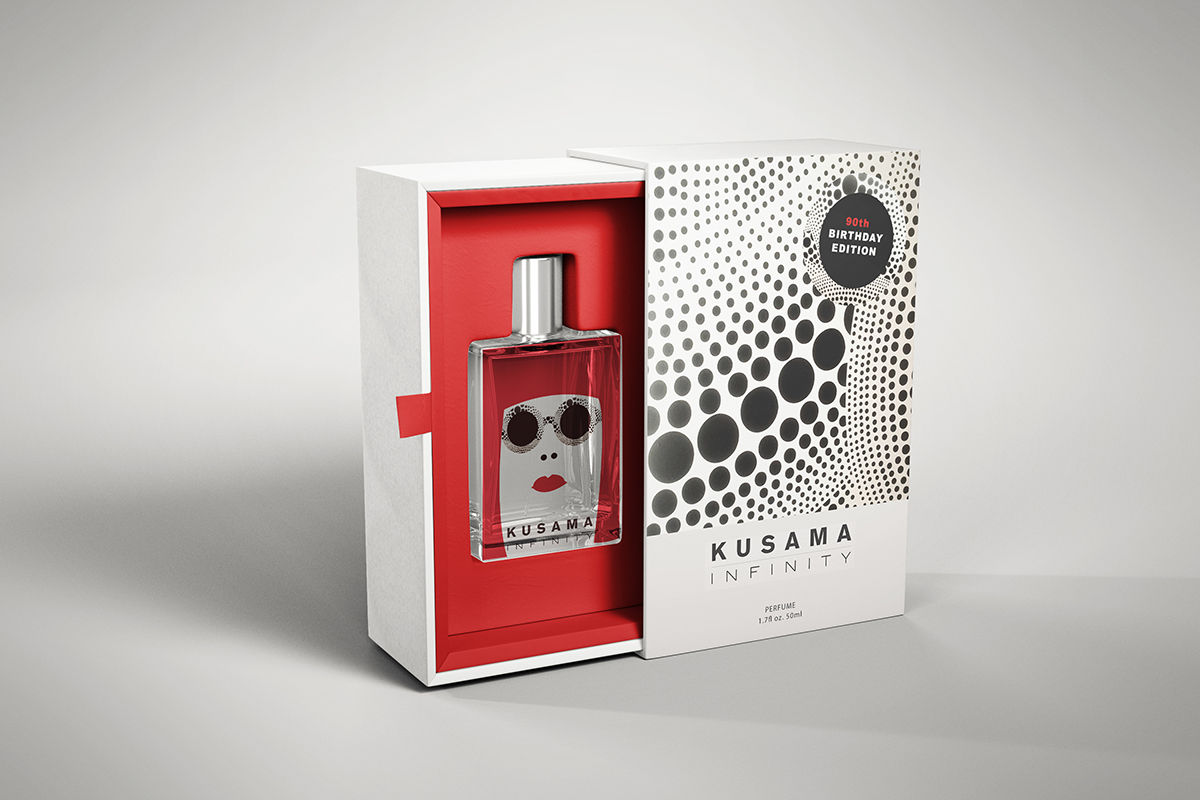 KUSAMA
INFINITY
90th
BIRTHDAY
EDITION
KUSAMA
INFINITY
PERFUME
1.7fl oz. 50ml